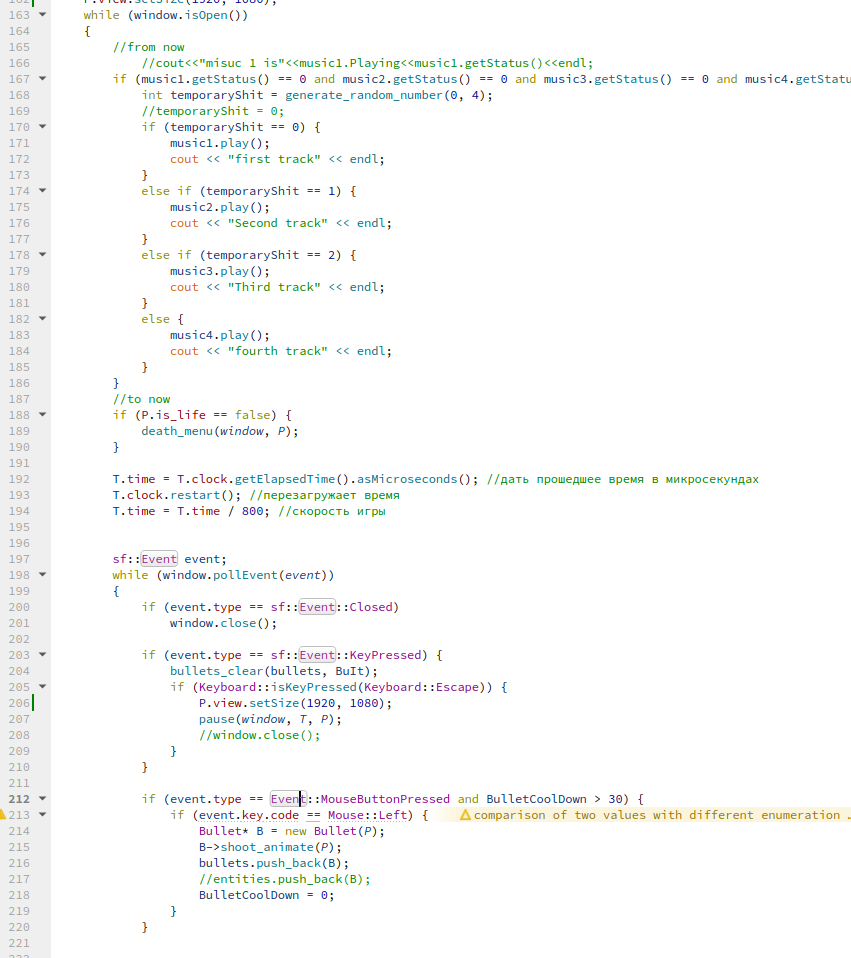 162 P.view.setSize(1920, 1080);
163 while (window.isOpen())
164 {
165 //from now
166 //cout<<"misuc 1 is"<<music1.Playing<<music1.getStatus()<<endl;
167 if (music1.getStatus() == 0 and music2.getStatus() == 0 and music3.getStatus() == 0 and music4.getStatu
168 int temporaryShit = generate_random_number(0, 4);
169 //temporaryShit = 0;
170 if (temporaryShit == 0) {
171 music1.play();
172 cout << "first track" << endl;
173 }
174 else if (temporaryShit == 1) {
175 music2.play();
176 cout << "Second track" << endl;
177 }
178 else if (temporaryShit == 2) {
179 music3.play();
180 cout << "Third track" << endl;
181 }
182 else {
183 music4.play();
184 cout << "fourth track" << endl;
185 }
186 }
187 //to now
188 if (P.is_life == false) {
189 death_menu(window, P);
190 }
191
192 T.time = T.clock.getElapsedTime().asMicroseconds(); //дать прошедшее время в микросекундах
193 T.clock.restart(); //перезагружает время
194 T.time = T.time / 800; //скорость игры
195
196
197 sf::Event event;
198 while (window.pollEvent(event))
199 {
200 if (event.type == sf::Event::Closed)
201 window.close();
202
203 if (event.type == sf::Event::KeyPressed) {
204 bullets_clear(bullets, BuIt);
205 if (Keyboard::isKeyPressed(Keyboard::Escape)) {
206 P.view.setSize(1920, 1080);
207 pause(window, T, P);
208 //window.close();
209 }
210 }
211
212 if (event.type == Event::MouseButtonPressed and BulletCoolDown > 30) {
213 if (event.key.code == Mouse::Left) { comparison of two values with different enumeration .
214 Bullet* B = new Bullet(P);
215 B->shoot_animate(P);
216 bullets.push_back(B);
217 //entities.push_back(B);
218 BulletCoolDown = 0;
219 }
220 }
221